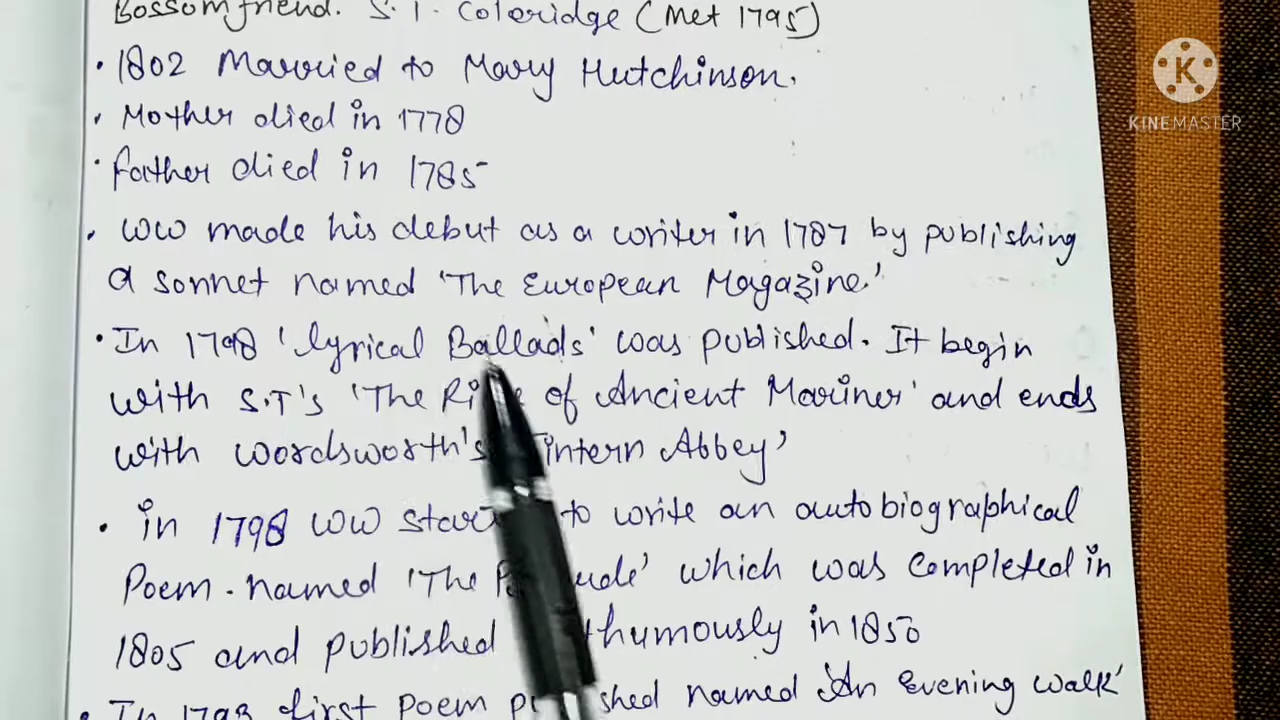 Bossom friend. S.T. Coleridge (Met 1795)
• 1802 Married to Mary Hutchinson.
• Mother died in 1778
• Father died in 1785
• WW made his debut as a writer in 1787 by publishing
a sonnet named 'The European Magazine.'
• In 1798 'Lyrical Ballads' was published. It begin
with S.T's 'The of Ancient Mariner' and ends
with Wordsworth's Tintern Abbey'
• In 1798 WW to write an autobiographical
Poem. named 'The which was completed in
1805 and published in 1850
• In 1793 first Poem named 'An Evening Walk'
K
KINEMASTER